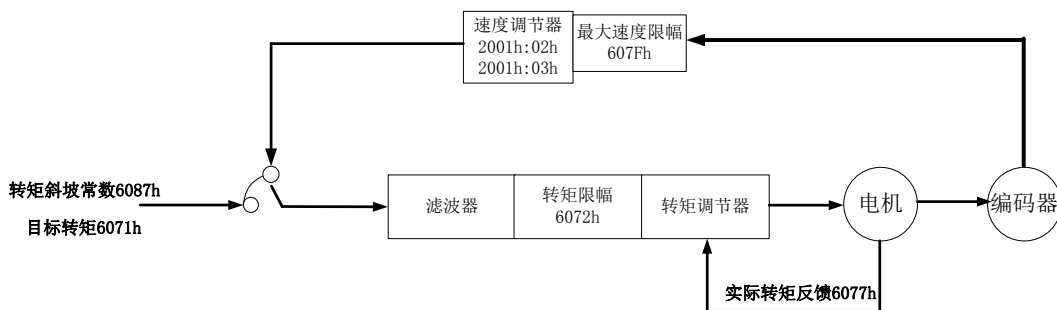 速度调节器
2001h:02h
2001h:03h
最大速度限幅
607Fh
转矩斜坡常数6087h
目标转矩6071h
滤波器
转矩限幅
6072h
转矩调节器
电机
编码器
实际转矩反馈6077h